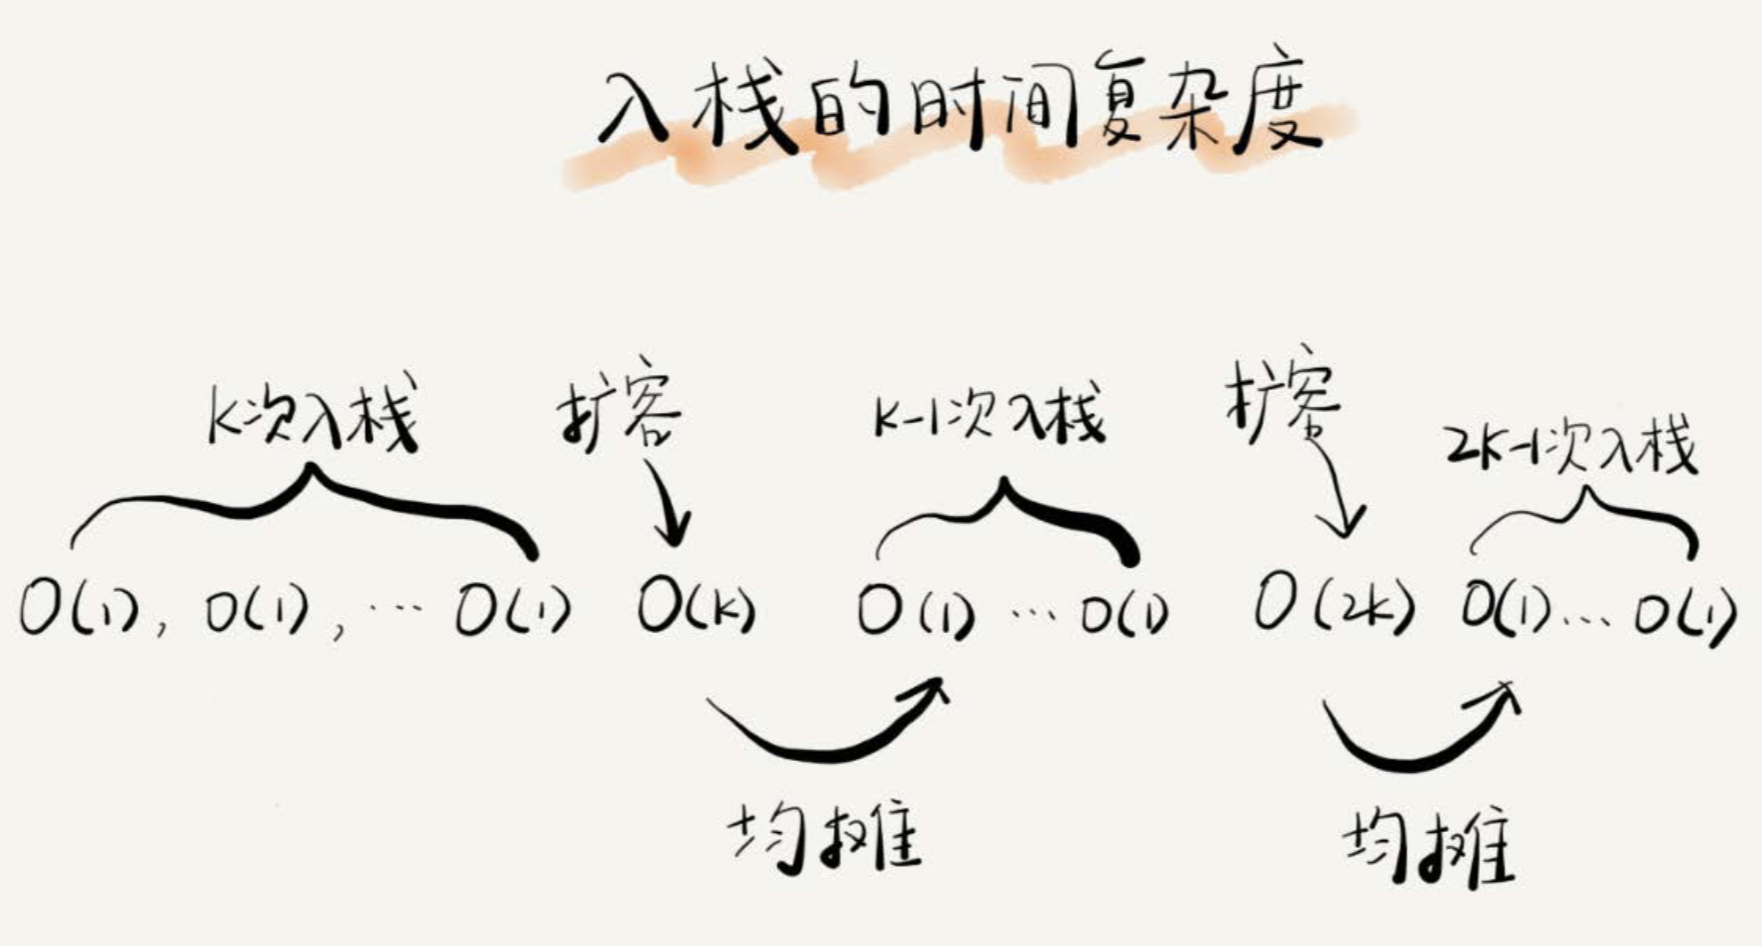 入栈的时间复杂度
K次入栈 扩容 K-1次入栈 扩容 2K-1次入栈
O(1), O(1), … O(1) O(K) O(1) … O(1) O(2K) O(1)… O(1)
均摊 均摊